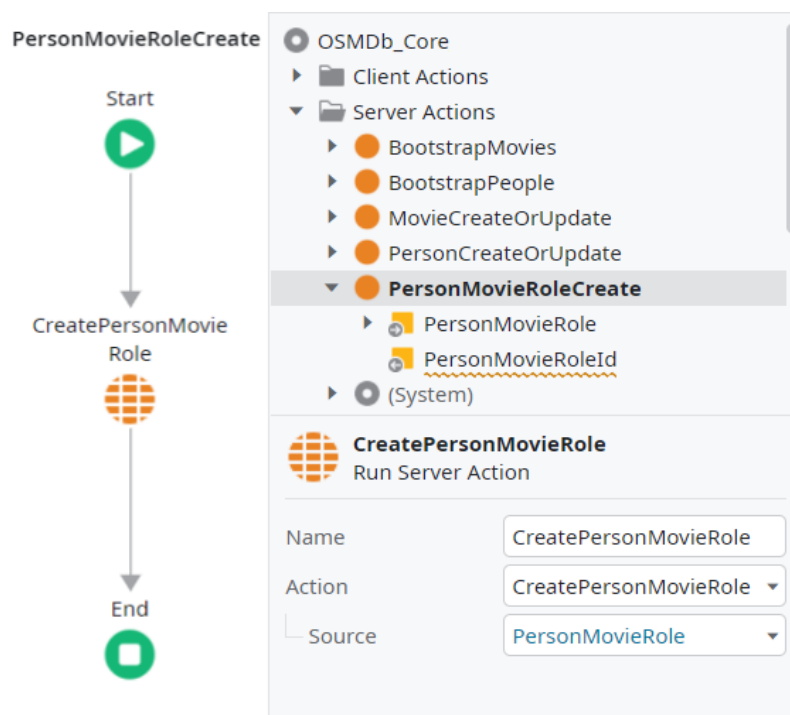 PersonMovieRoleCreate
Start
CreatePersonMovie
Role
End
OSMDb_Core
Client Actions
Server Actions
BootstrapMovies
BootstrapPeople
MovieCreateOrUpdate
PersonCreateOrUpdate
PersonMovieRoleCreate
PersonMovieRole
PersonMovieRoleId
(System)
CreatePersonMovieRole
Run Server Action
Name CreatePersonMovieRole
Action CreatePersonMovieRole
Source PersonMovieRole